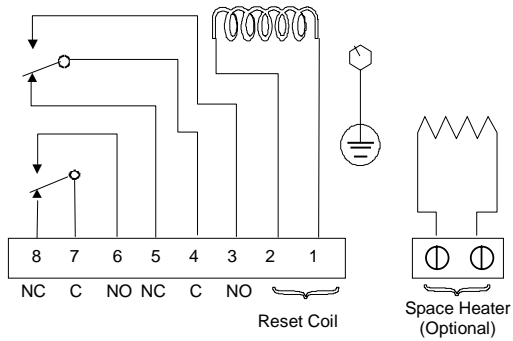 8 7 6 5 4 3 2 1
NC C NO NC C NO
Reset Coil
Space Heater
(Optional)